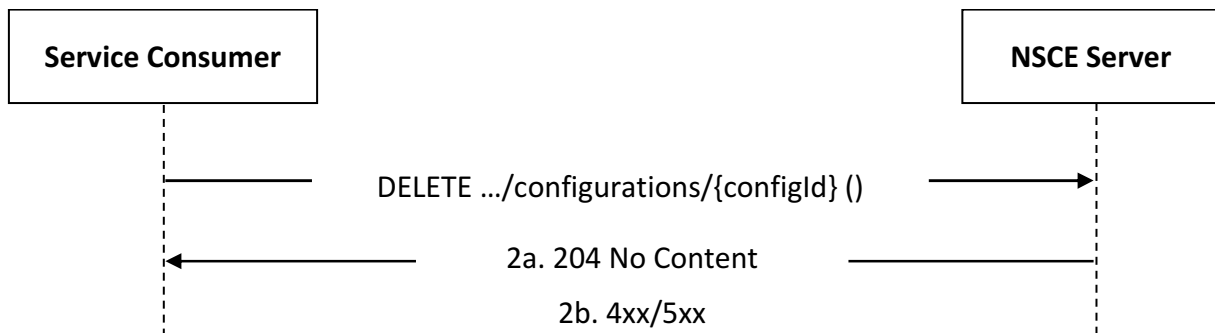 Service Consumer
NSCE Server
DELETE .../configurations/{configId} ()
2a. 204 No Content
2b. 4xx/5xx